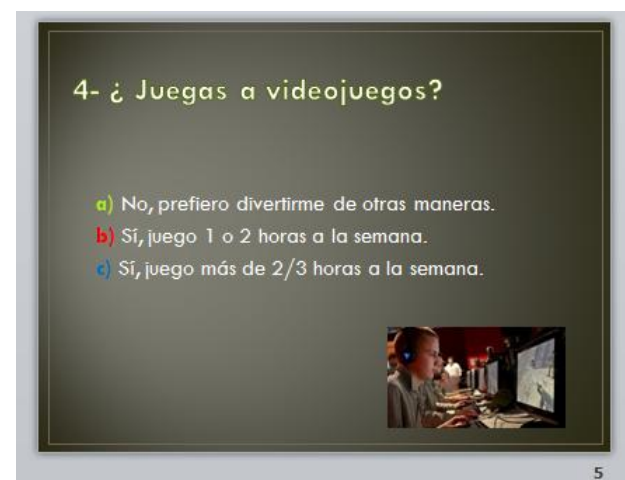 4- ¿ Juegas a videojuegos?
a) No, prefiero divertirme de otras maneras.
b) Sí, juego 1 o 2 horas a la semana.
c) Sí, juego más de 2/3 horas a la semana.
5